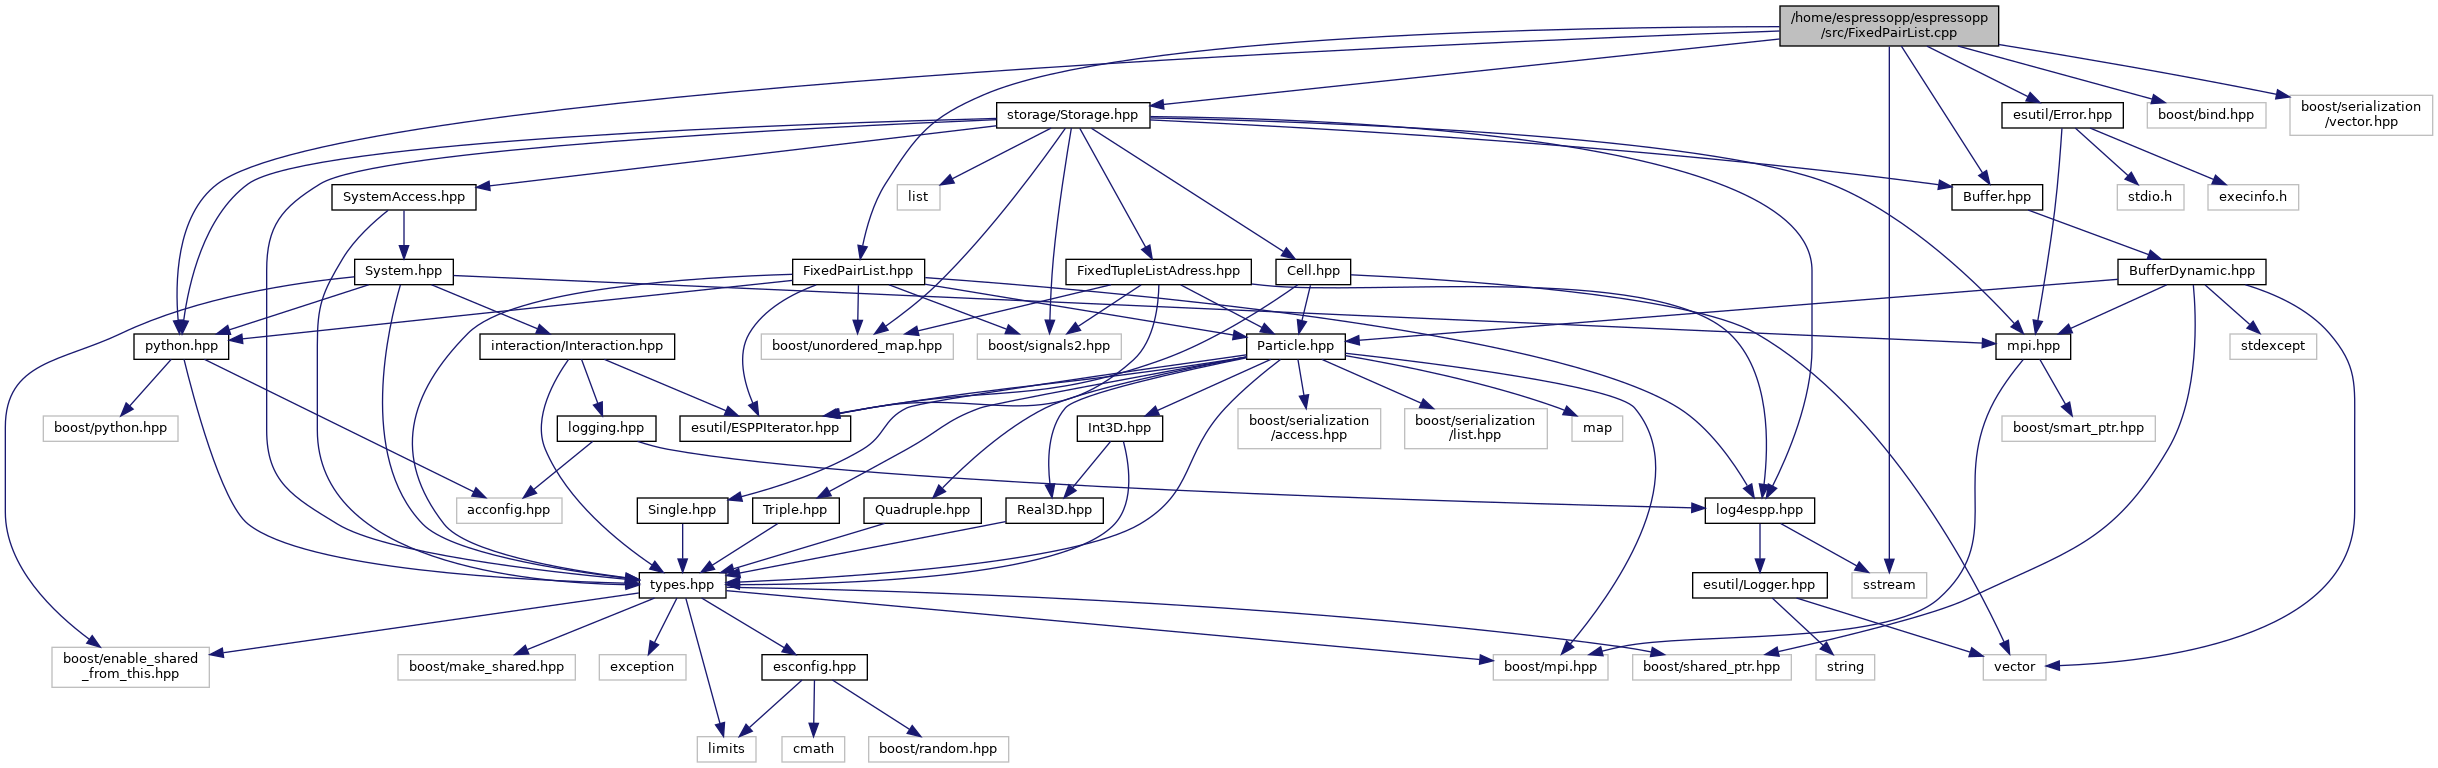 /home/espressopp/espressopp
/src/FixedPairList.cpp
storage/Storage.hpp
esutil/Error.hpp
boost/bind.hpp
boost/serialization
/vector.hpp
SystemAccess.hpp
list
Buffer.hpp
stdio.h
execinfo.h
System.hpp
FixedPairList.hpp
FixedTupleListAdress.hpp
Cell.hpp
BufferDynamic.hpp
python.hpp
interaction/Interaction.hpp
boost/unordered_map.hpp
boost/signals2.hpp
Particle.hpp
mpi.hpp
stdexcept
boost/python.hpp
logging.hpp
esutil/ESPPIterator.hpp
Int3D.hpp
boost/serialization
/access.hpp
boost/serialization
/list.hpp
map
boost/smart_ptr.hpp
acconfig.hpp
Single.hpp
Triple.hpp
Quadruple.hpp
Real3D.hpp
log4espp.hpp
types.hpp
esutil/Logger.hpp
sstream
boost/enable_shared
_from_this.hpp
boost/make_shared.hpp
exception
esconfig.hpp
boost/mpi.hpp
boost/shared_ptr.hpp
string
vector
limits
cmath
boost/random.hpp